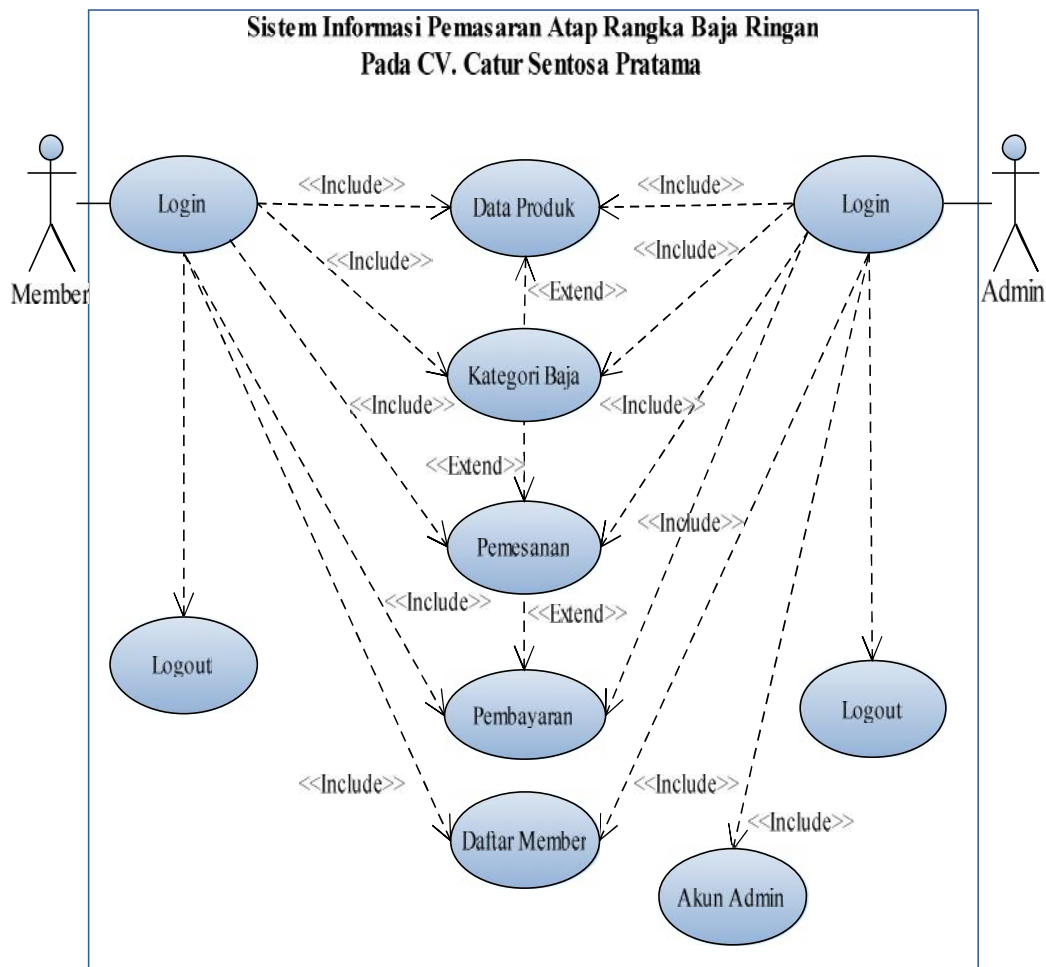 Sistem Informasi Pemasaran Atap Rangka Baja Ringan
Pada CV. Catur Sentosa Pratama
Login
<<Include>>
Data Produk
<<Include>>
Login
<<Include>>
<<Include>>
Member
<<Extend>>
Admin
Kategori Baja
<<Include>>
<<Include>>
<<Extend>>
<<Include>>
Pemesanan
<<Include>>
<<Extend>>
Logout
Logout
Pembayaran
<<Include>>
<<Include>>
<<Include>>
Daftar Member
Akun Admin